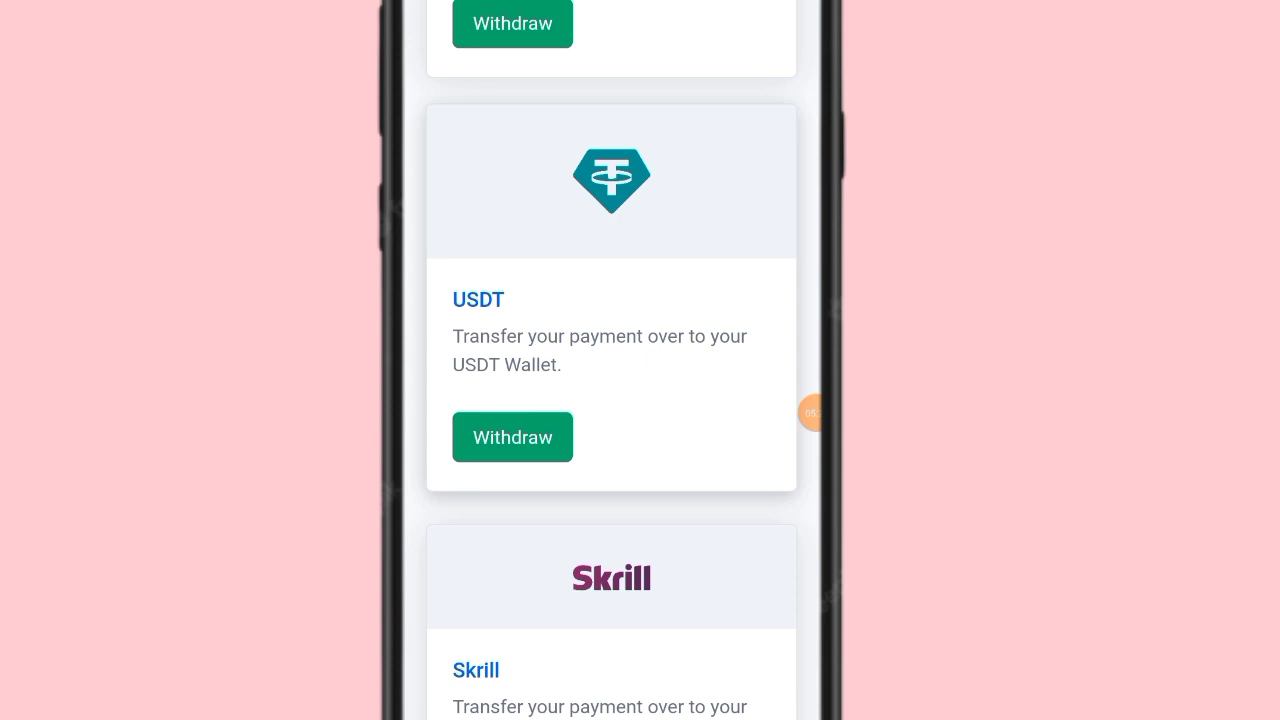 Withdraw
USDT
Transfer your payment over to your
USDT Wallet.
Withdraw
Skrill
Skrill
Transfer your payment over to your